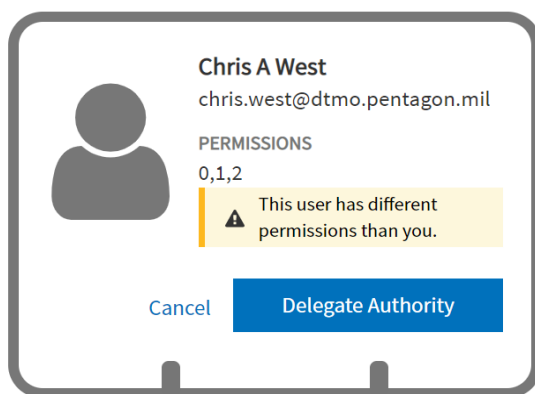 Chris A West
chris.west@dtmo.pentagon.mil
PERMISSIONS
0,1,2
This user has different
permissions than you.
Cancel
Delegate Authority